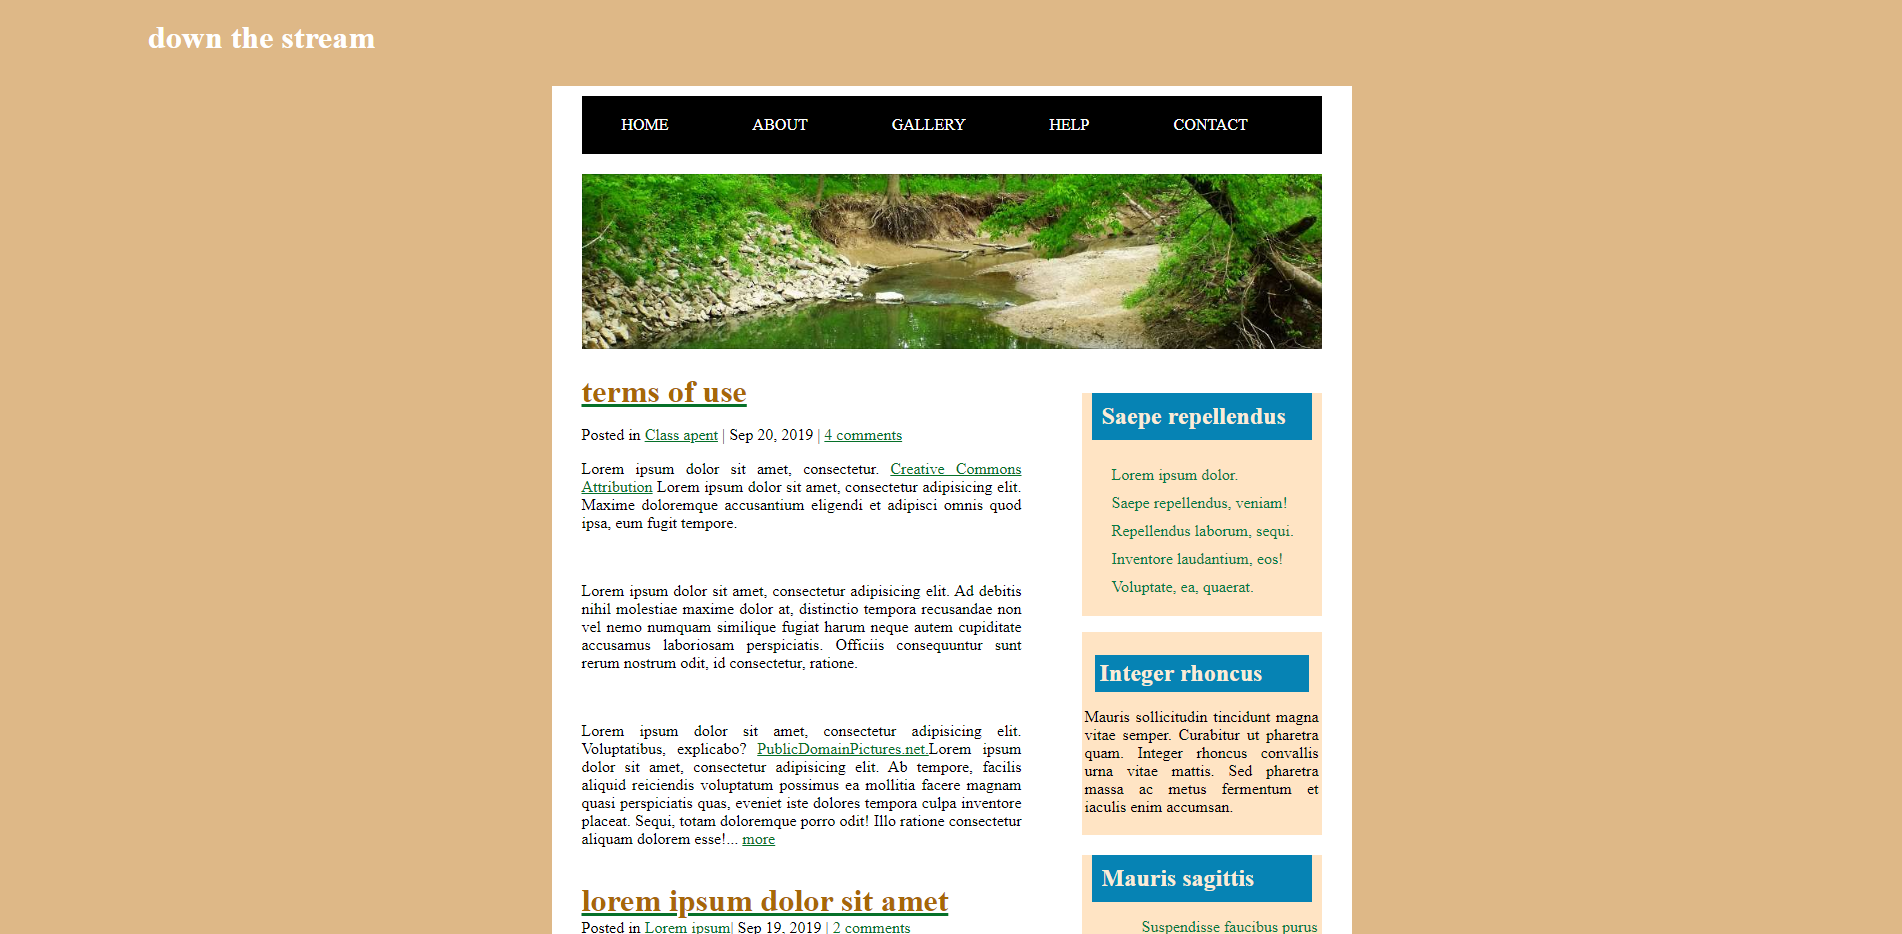 down the stream
HOME ABOUT GALLERY HELP CONTACT
terms of use
Posted in Class apent | Sep 20, 2019 | 4 comments
Lorem ipsum dolor sit amet, consectetur. Creative Commons
Attribution Lorem ipsum dolor sit amet, consectetur adipisicing elit.
Maxime doloremque accusantium eligendi et adipisci omnis quod
ipsa, eum fugit tempore.
Lorem ipsum dolor sit amet, consectetur adipisicing elit. Ad debitis
nihil molestiae maxime dolor at, distinctio tempora recusandae non
vel nemo numquam similique fugiat harum neque autem cupiditate
accusamus laboriosam perspiciatis. Officiis consequuntur sunt
rerum nostrum odit, id consectetur, ratione.
Lorem ipsum dolor sit amet, consectetur adipisicing elit.
Voluptatibus, explicabo? PublicDomainPictures.net.Lorem ipsum
dolor sit amet, consectetur adipisicing elit. Ab tempore, facilis
aliquid reiciendis voluptatum possimus ea mollitia facere magnam
quasi perspiciatis quas, eveniet iste dolores tempora culpa inventore
placeat. Sequi, totam doloremque porro odit! Illo ratione consectetur
aliquam dolorem esse!... more
lorem ipsum dolor sit amet
Posted in Lorem ipsum| Sep 19, 2019 | 2 comments
Saepe repellendus
Lorem ipsum dolor.
Saepe repellendus, veniam!
Repellendus laborum, sequi.
Inventore laudantium, eos!
Voluptate, ea, quaerat.
Integer rhoncus
Mauris sollicitudin tincidunt magna
vitae semper. Curabitur ut pharetra
quam. Integer rhoncus convallis
urna vitae mattis. Sed pharetra
massa ac metus fermentum et
iaculis enim accumsan.
Mauris sagittis
Suspendisse faucibus purus